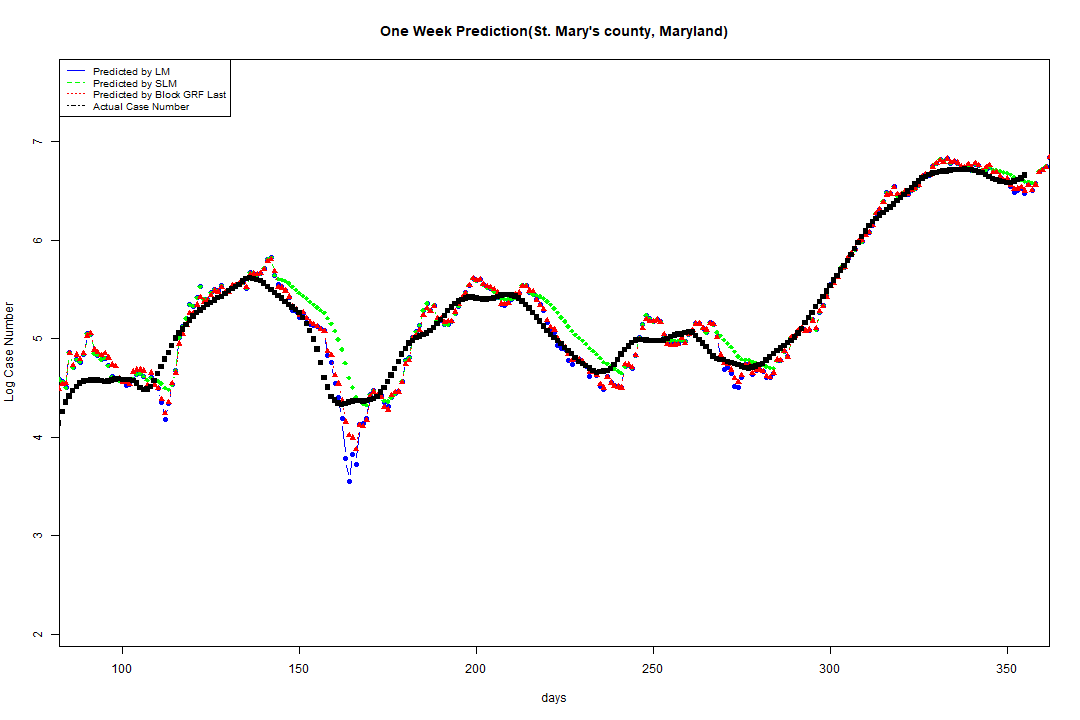 One Week Prediction(St. Mary's county, Maryland)
Predicted by LM
Predicted by SLM
Predicted by Block GRF Last
Actual Case Number
7
6
5
4
3
2
Log Case Number
100 150 200 250 300 350
days